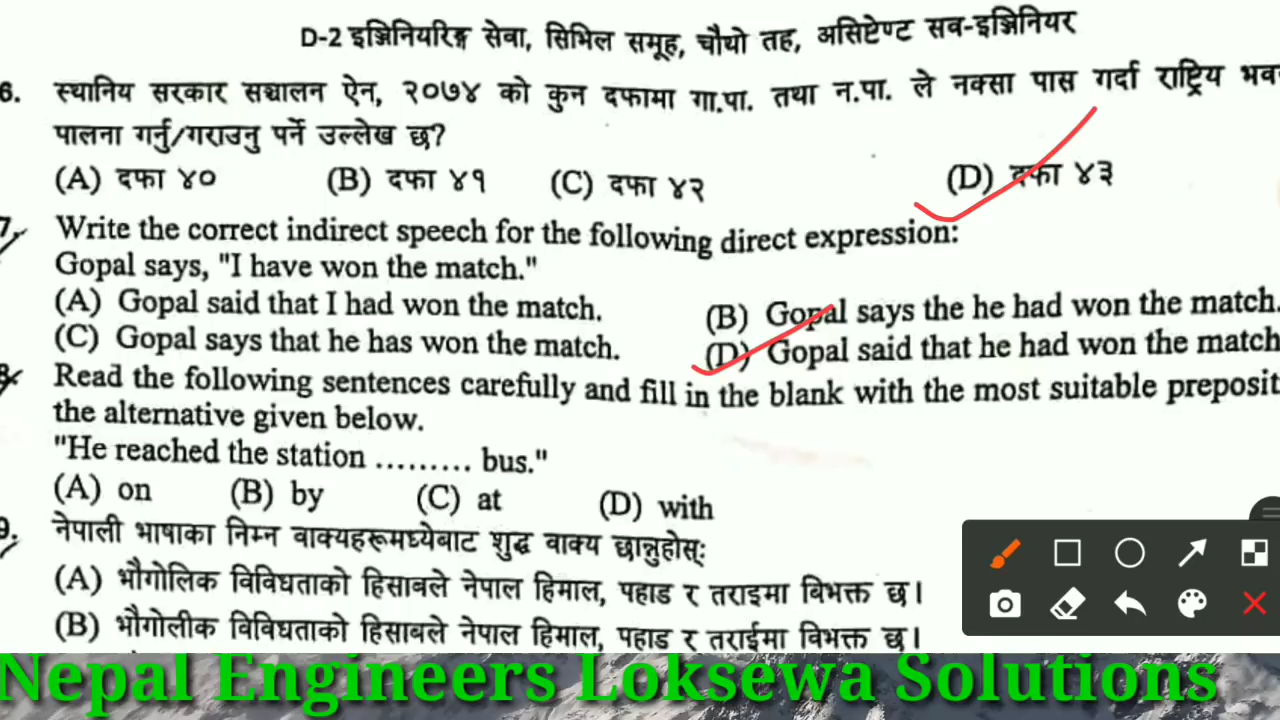 D-2 इञ्जिनियरिङ्ग सेवा, सिभिल समूह, चौथो तह, असिष्टेण्ट सव-इञ्जिनियर
6. स्थानिय सरकार सञ्चालन ऐन, २०७४ को कुन दफामा गा.पा. तथा न.पा. ले नक्सा पास गर्दा राष्ट्रिय
पालना गर्नु/गराउनु पर्ने उल्लेख छ?
(A) दफा ४० (B) दफा ४१ (C) दफा ४२ (D) दफा ४३
7. Write the correct indirect speech for the following direct expression:
Gopal says, "I have won the match."
(A) Gopal said that I had won the match. (B) Gopal says the he had won the match.
(C) Gopal says that he has won the match. (D) Gopal said that he had won the match
8. Read the following sentences carefully and fill in the blank with the most suitable
the alternative given below.
"He reached the station ......... bus."
(A) on (B) by (C) at (D) with
9. नेपाली भाषाका निम्न वाक्यहरूमध्येबाट शुद्ध वाक्य छान्नुहोस्:
(A) भौगोलिक विविधताको हिसाबले नेपाल हिमाल, पहाड र तराइमा विभक्त छ।
(B) भौगोलीक विविधताको हिसाबले नेपाल हिमाल, पहाड र तराईमा विभक्त छ।
Nepal Engineers Loksewa Solutions